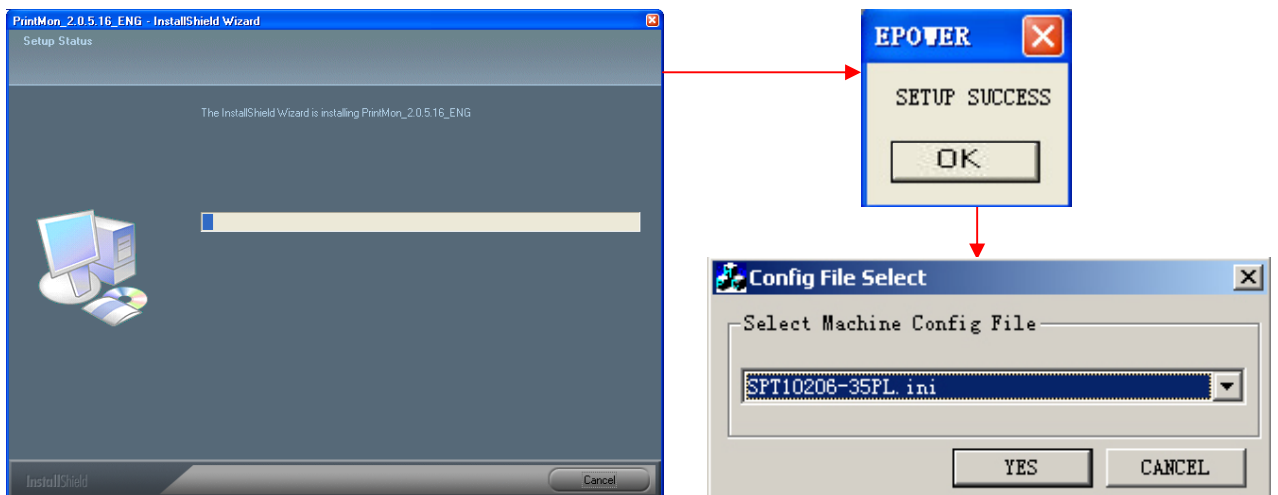 PrintMon_2.0.5.16_ENG - InstallShield Wizard
Setup Status
The InstallShield Wizard is installing PrintMon_2.0.5.16_ENG
InstallShield
Cancel
EPOWER
SETUP SUCCESS
OK
Config File Select
Select Machine Config File
SPT10206-35PL.ini
YES
CANCEL